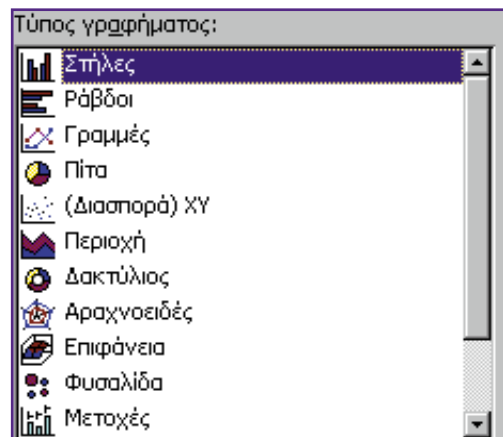 Τύπος γραφήματος:
Στήλες
Ράβδοι
Γραμμές
Πίτα
(Διασπορά) XY
Περιοχή
Δακτύλιος
Αραχνοειδές
Επιφάνεια
Φυσαλίδα
Μετοχές